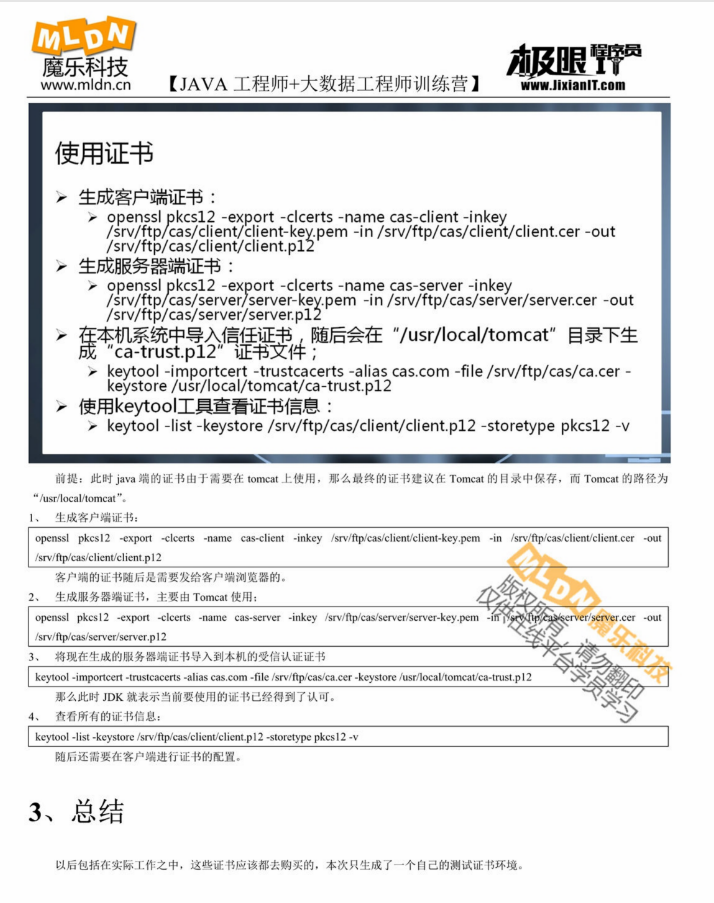 MLDN
魔乐科技
www.mldn.cn
【JAVA 工程师+大数据工程师训练营】
极限IT程序员
www.JixianIT.com
使用证书
➢ 生成客户端证书：
➢ openssl pkcs12 -export -clcerts -name cas-client -inkey
/srv/ftp/cas/client/client-key.pem -in /srv/ftp/cas/client/client.cer -out
/srv/ftp/cas/client/client.p12
➢ 生成服务器端证书：
➢ openssl pkcs12 -export -clcerts -name cas-server -inkey
/srv/ftp/cas/server/server-key.pem -in /srv/ftp/cas/server/server.cer -out
/srv/ftp/cas/server/server.p12
➢ 在本机系统中导入信任证书，随后会在“/usr/local/tomcat”目录下生
成“ca-trust.p12”证书文件；
➢ keytool -importcert -trustcacerts -alias cas.com -file /srv/ftp/cas/ca.cer -
keystore /usr/local/tomcat/ca-trust.p12
➢ 使用keytool工具查看证书信息：
➢ keytool -list -keystore /srv/ftp/cas/client/client.p12 -storetype pkcs12 -v
前提：此时 java 端的证书由于需要在 tomcat 上使用，那么最终的证书建议在 Tomcat 的目录中保存，而 Tomcat 的路径为
“/usr/local/tomcat”。
1、 生成客户端证书：
openssl pkcs12 -export -clcerts -name cas-client -inkey /srv/ftp/cas/client/client-key.pem -in /srv/ftp/cas/client/client.cer -out
/srv/ftp/cas/client/client.p12
客户端的证书随后是需要发给客户端浏览器的。
2、 生成服务器端证书，主要由 Tomcat 使用：
openssl pkcs12 -export -clcerts -name cas-server -inkey /srv/ftp/cas/server/server-key.pem -in /srv/ftp/cas/server/server.cer -out
/srv/ftp/cas/server/server.p12
3、 将现在生成的服务器端证书导入到本机的受信认证证书
keytool -importcert -trustcacerts -alias cas.com -file /srv/ftp/cas/ca.cer -keystore /usr/local/tomcat/ca-trust.p12
那么此时 JDK 就表示当前要使用的证书已经得到了认可。
4、 查看所有的证书信息：
keytool -list -keystore /srv/ftp/cas/client/client.p12 -storetype pkcs12 -v
随后还需要在客户端进行证书的配置。
MLDN 魔乐科技
版权所有，请勿翻印
仅供在线平台学员学习
3、总结
以后包括在实际工作之中，这些证书应该都去购买的，本次只生成了一个自己的测试证书环境。